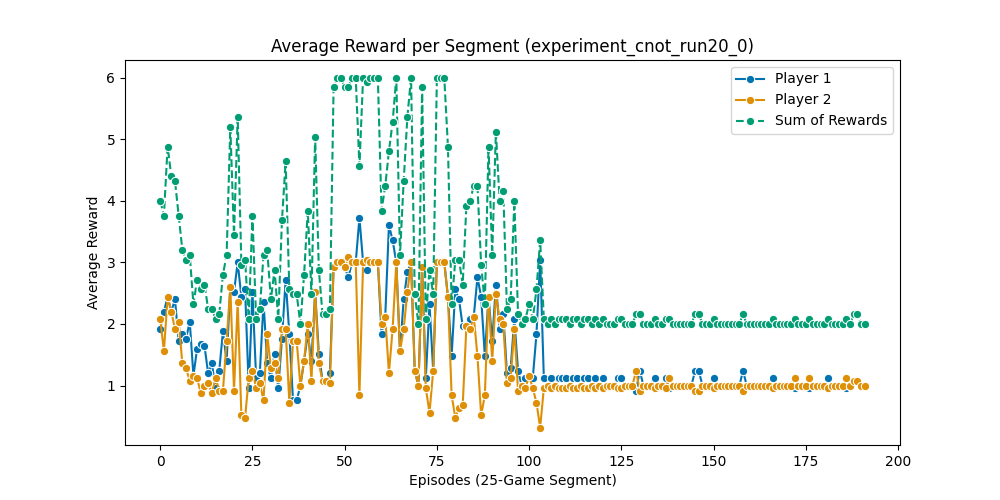 Average Reward per Segment (experiment_cnot_run20_0)
Player 1
Player 2
Sum of Rewards
Average Reward
6
5
4
3
2
1
0 25 50 75 100 125 150 175 200
Episodes (25-Game Segment)